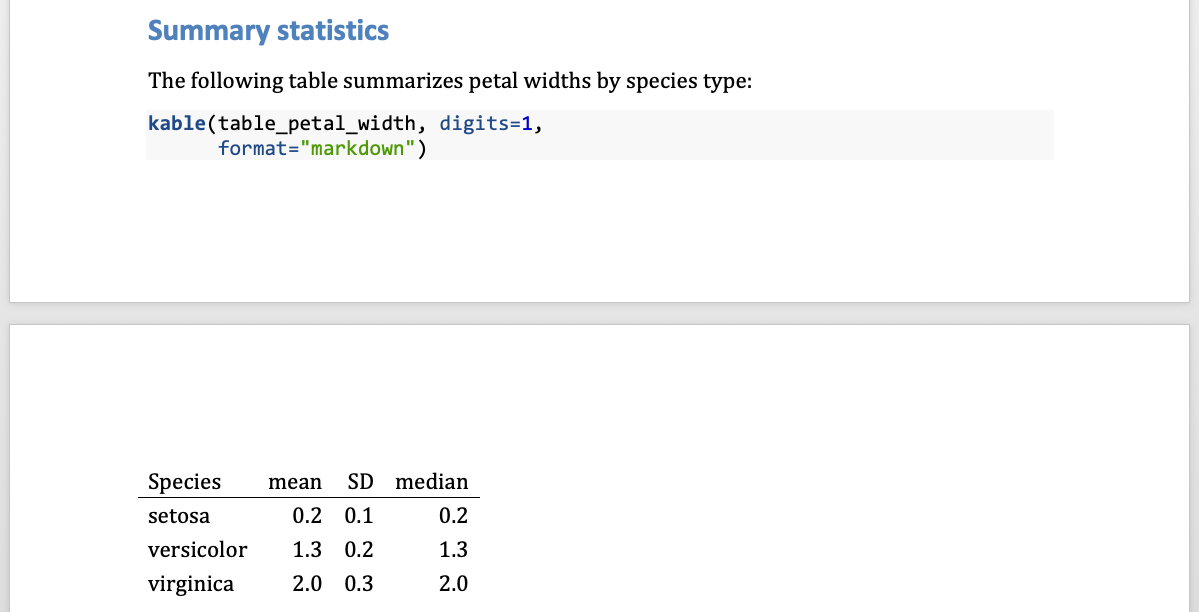 Summary statistics
The following table summarizes petal widths by species type:
kable(table_petal_width, digits=1,
      format="markdown")
Species mean SD median
setosa 0.2 0.1 0.2
versicolor 1.3 0.2 1.3
virginica 2.0 0.3 2.0